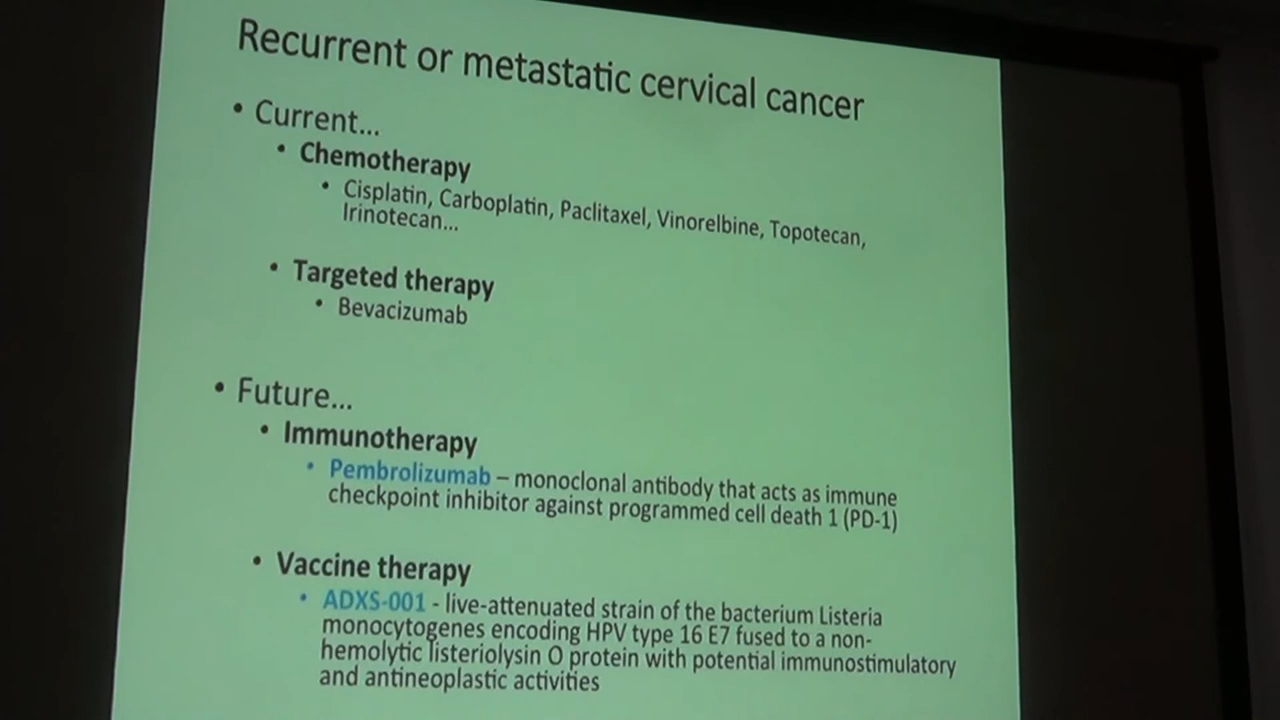 Recurrent or metastatic cervical cancer
• Current...
• Chemotherapy
• Cisplatin, Carboplatin, Paclitaxel, Vinorelbine, Topotecan,
Irinotecan...
• Targeted therapy
• Bevacizumab
• Future...
• Immunotherapy
• Pembrolizumab – monoclonal antibody that acts as immune
checkpoint inhibitor against programmed cell death 1 (PD-1)
• Vaccine therapy
• ADXS-001 - live-attenuated strain of the bacterium Listeria
monocytogenes encoding HPV type 16 E7 fused to a non-
hemolytic listeriolysin O protein with potential immunostimulatory
and antineoplastic activities